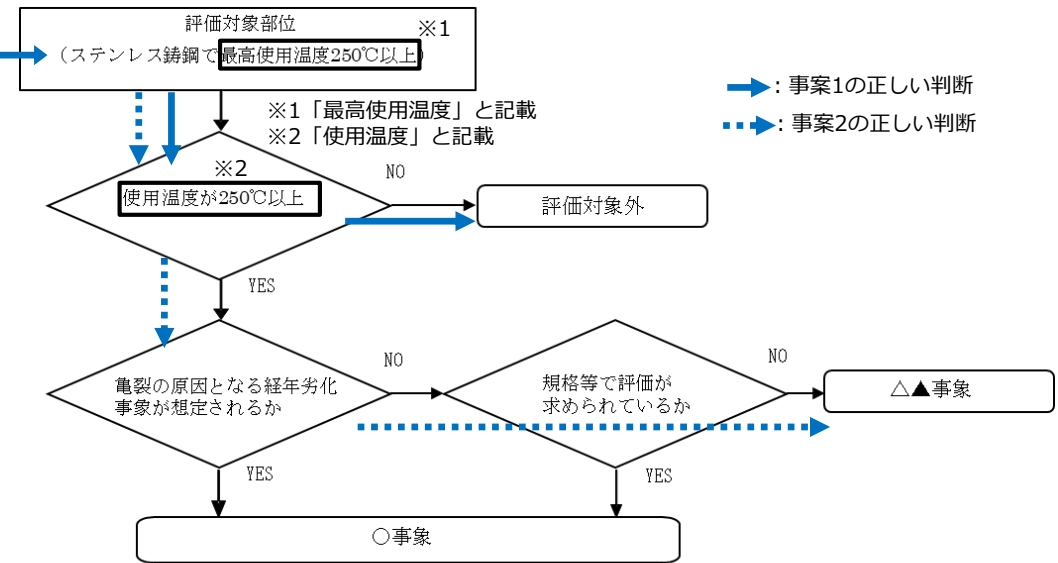 評価対象部位
※1
（ステンレス鋳鋼で最高使用温度250℃以上）
：事案1の正しい判断
：事案2の正しい判断
※1「最高使用温度」と記載
※2「使用温度」と記載
※2
使用温度が250℃以上
NO
評価対象外
YES
亀裂の原因となる経年劣化
事象が想定されるか
NO
規格等で評価が
求められているか
NO
△▲事象
YES
YES
○事象